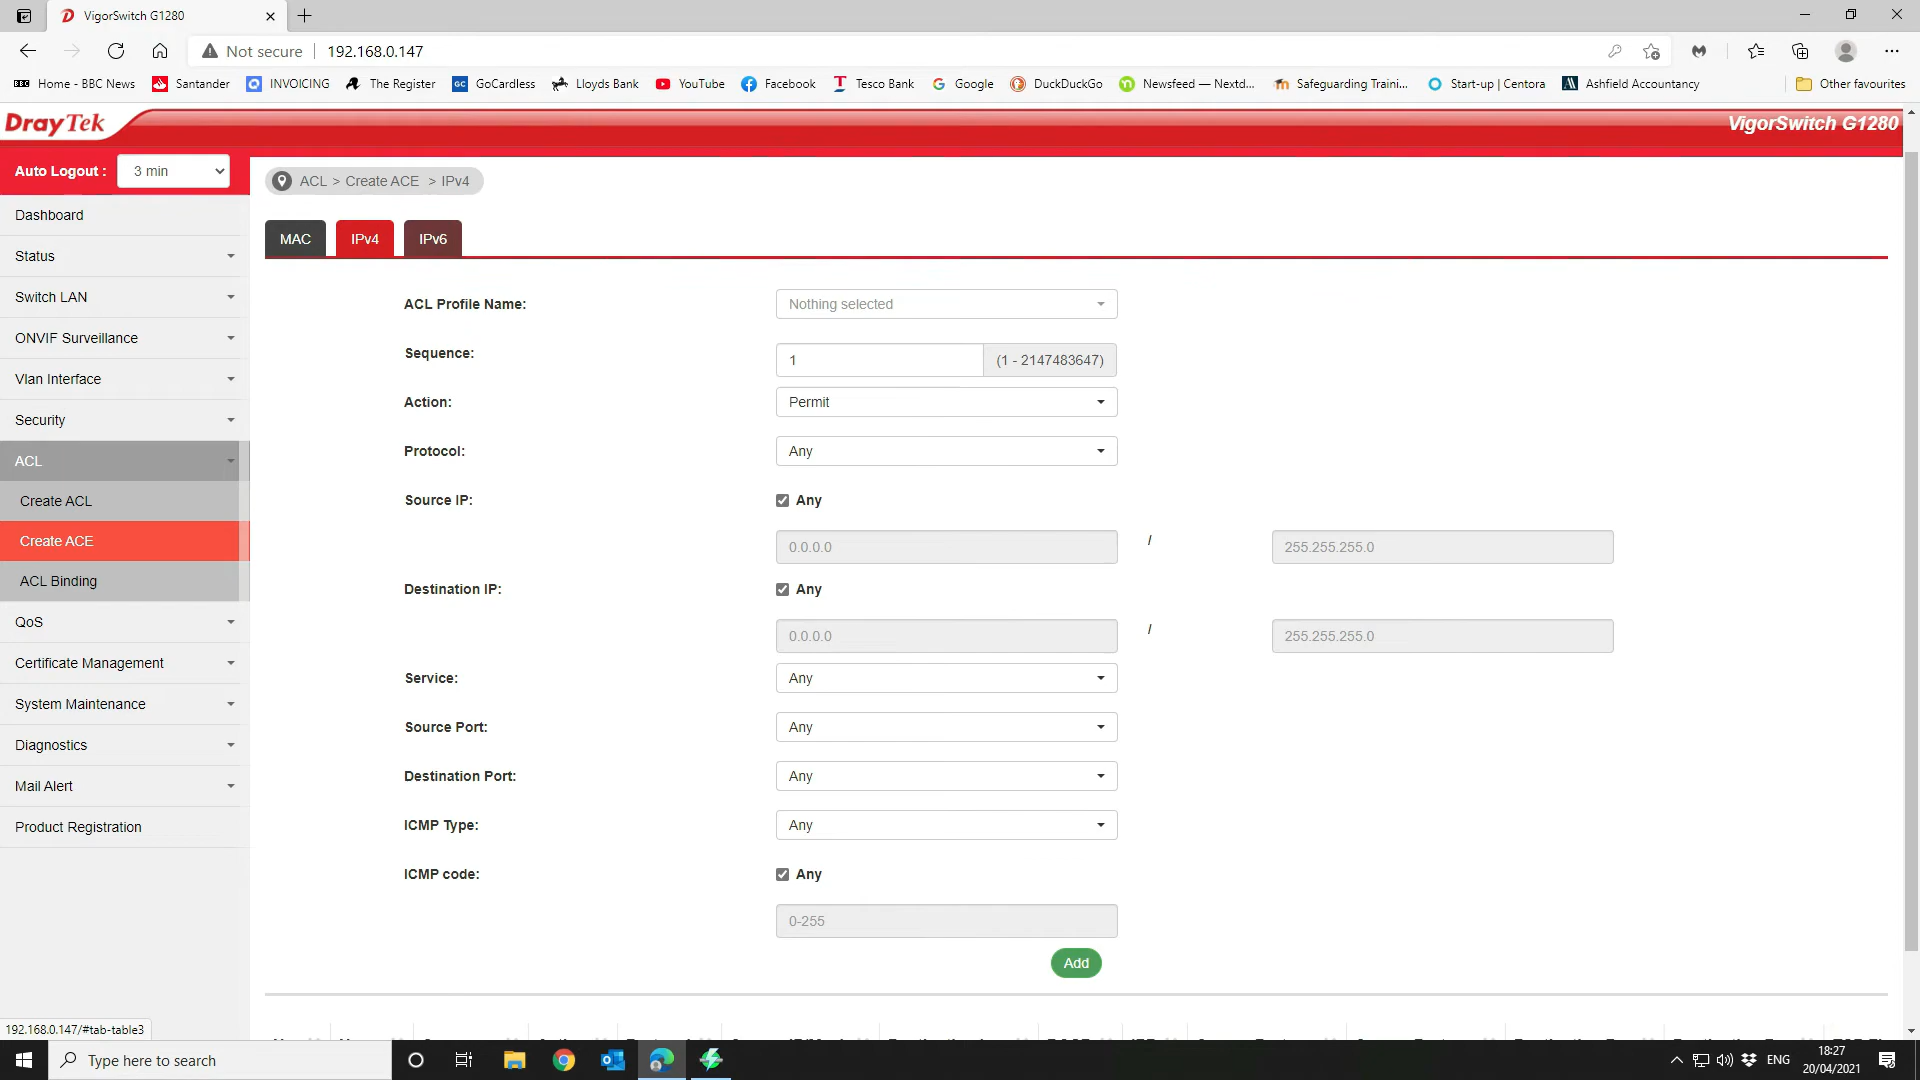 VigorSwitch G1280
Not secure
192.168.0.147
Home - BBC News
Santander
INVOICING
The Register
GoCardless
Lloyds Bank
YouTube
Facebook
Tesco Bank
Google
DuckDuckGo
Newsfeed — Nextd...
Safeguarding Traini...
Start-up | Centora
Ashfield Accountancy
Other favourites
DrayTek
VigorSwitch G1280
Auto Logout :
3 min
ACL > Create ACE > IPv4
Dashboard
Status
Switch LAN
ONVIF Surveillance
Vlan Interface
Security
ACL
Create ACL
Create ACE
ACL Binding
QoS
Certificate Management
System Maintenance
Diagnostics
Mail Alert
Product Registration
MAC
IPv4
IPv6
ACL Profile Name:
Nothing selected
Sequence:
1
(1 - 2147483647)
Action:
Permit
Protocol:
Any
Source IP:
Any
0.0.0.0
/
255.255.255.0
Destination IP:
Any
0.0.0.0
/
255.255.255.0
Service:
Any
Source Port:
Any
Destination Port:
Any
ICMP Type:
Any
ICMP code:
Any
0-255
Add
192.168.0.147/#tab-table3
Type here to search
ENG
18:27
20/04/2021